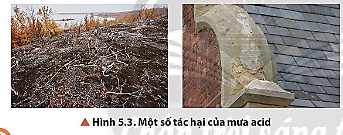 ▲ Hình 5.3. Một số tác hại của mưa acid